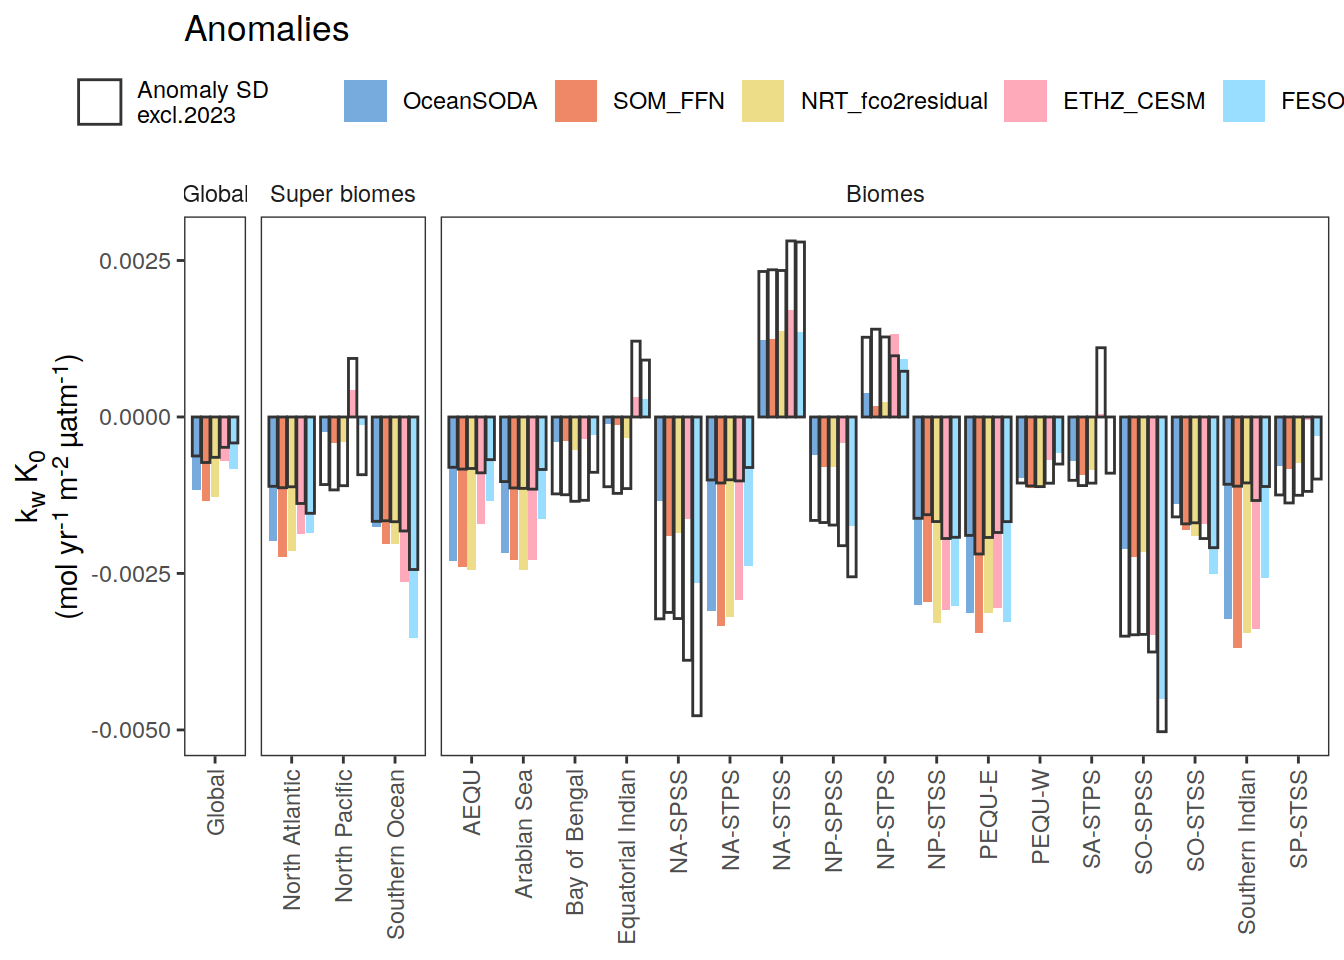 Anomalies
Anomaly SD
excl.2023
OceanSODA
SOM_FFN
NRT_fco2residual
ETHZ_CESM
FESO
Global
Super biomes
Biomes
0.0025
0.0000
-0.0025
-0.0050
kw K0
(mol yr-1 m-2 µatm-1)
Global
North Atlantic
North Pacific
Southern Ocean
AEQU
Arabian Sea
Bay of Bengal
Equatorial Indian
NA-SPSS
NA-STPS
NA-STSS
NP-SPSS
NP-STPS
NP-STSS
PEQU-E
PEQU-W
SA-STPS
SO-SPSS
SO-STSS
Southern Indian
SP-STSS